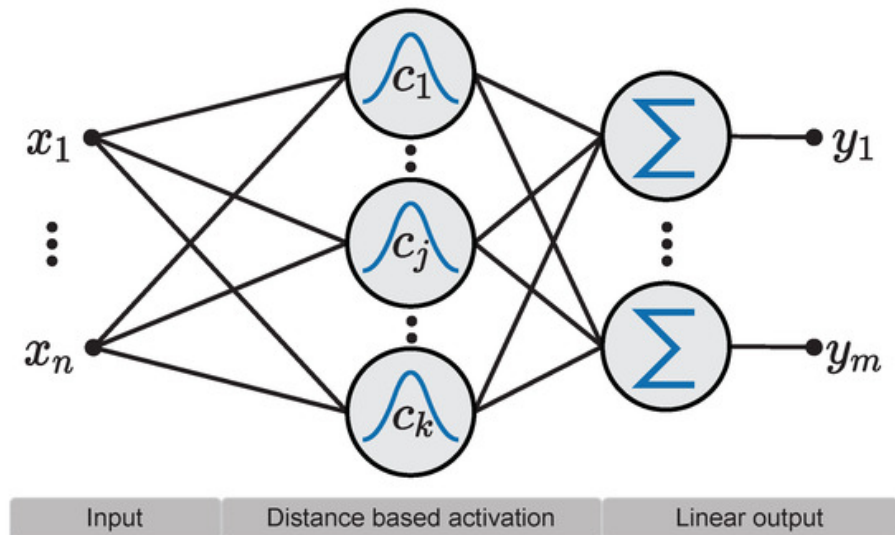 c₁
x₁
∑
y₁
cⱼ
xₙ
∑
yₘ
cₖ
Input Distance based activation Linear output